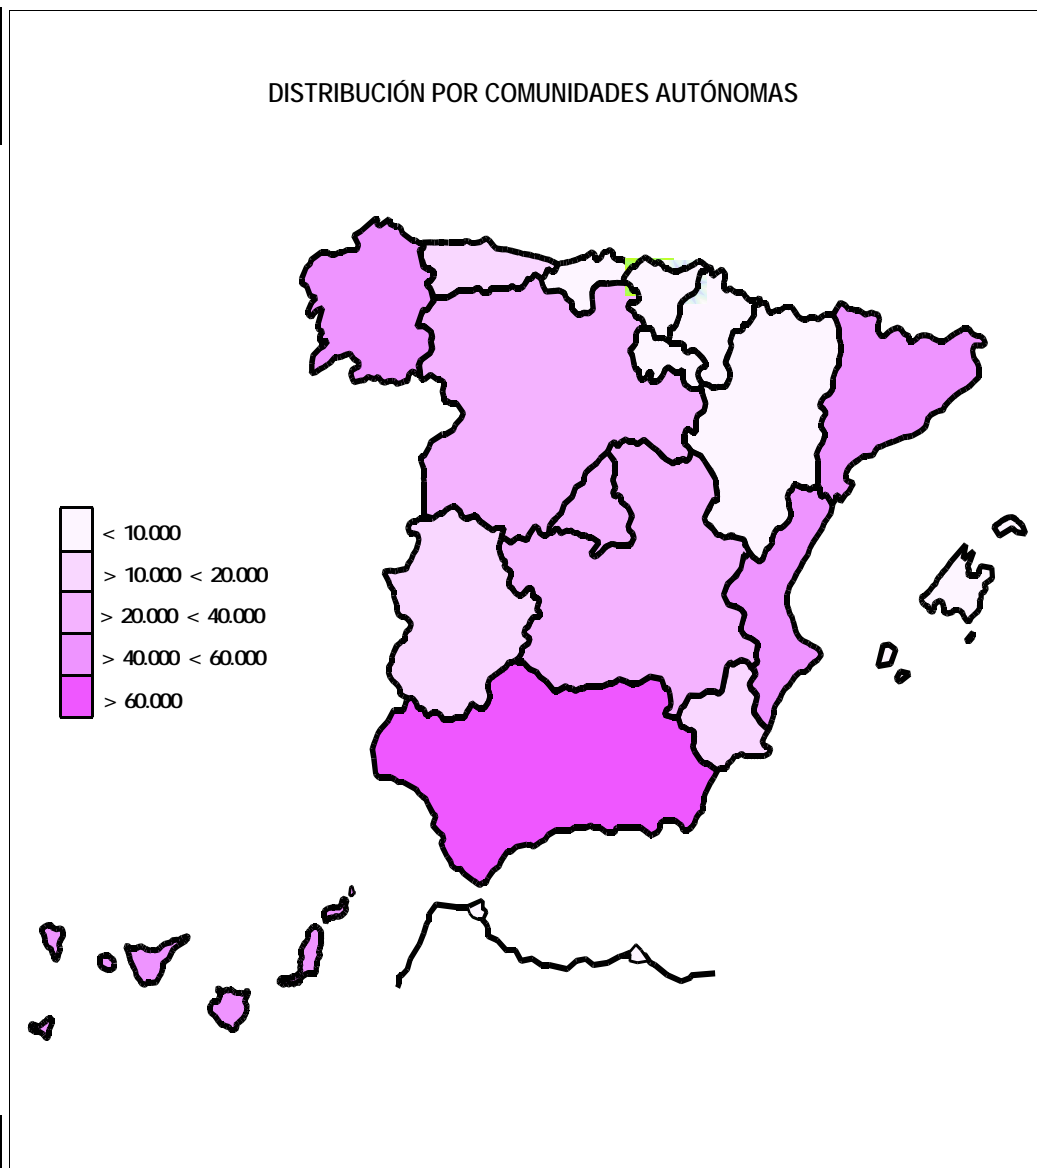 DISTRIBUCIÓN POR COMUNIDADES AUTÓNOMAS
< 10.000
> 10.000 < 20.000
> 20.000 < 40.000
> 40.000 < 60.000
> 60.000